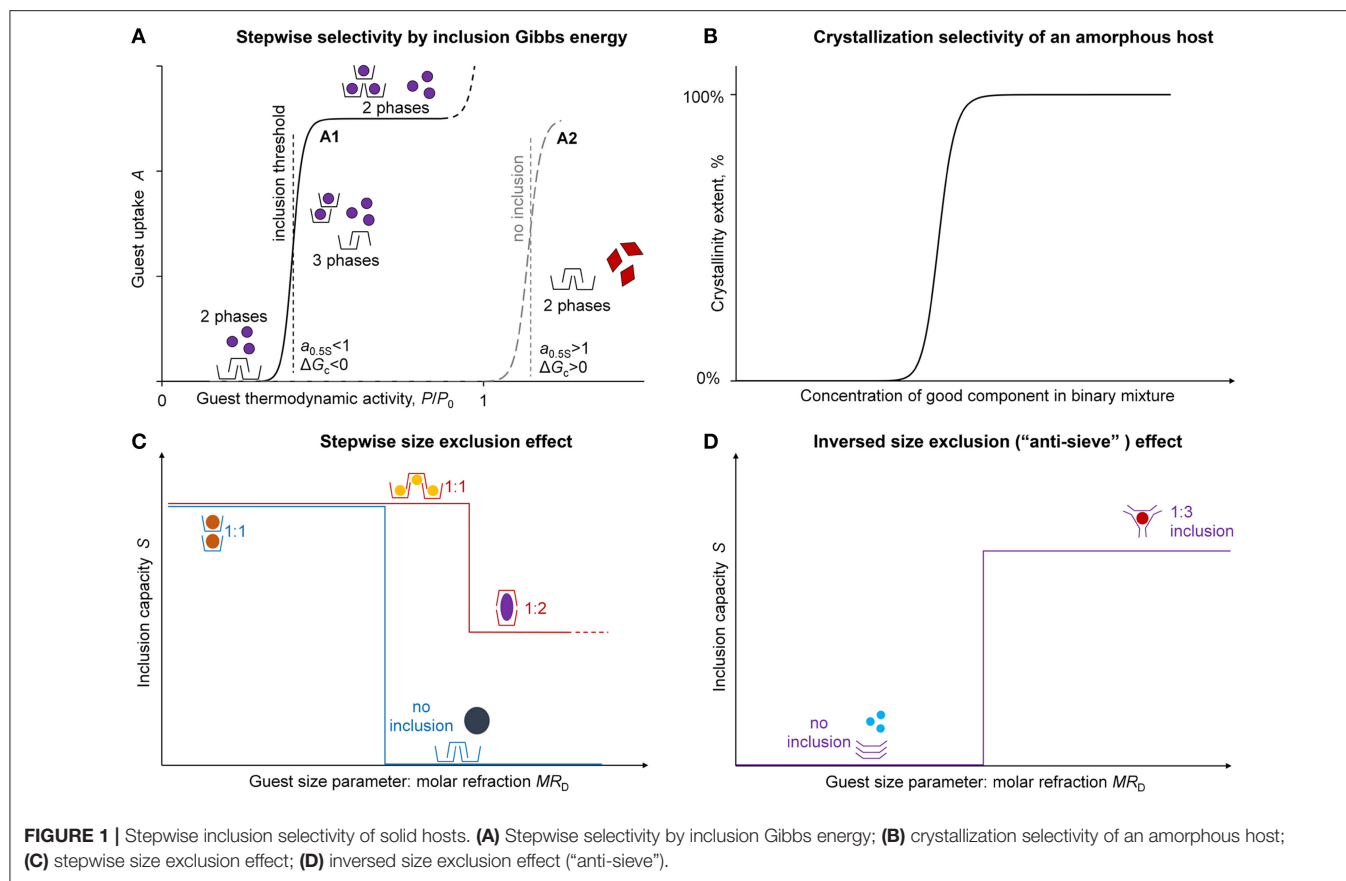 A
Stepwise selectivity by inclusion Gibbs energy
Guest uptake A
inclusion threshold
2 phases
A1
3 phases
2 phases
a0.5S<1
ΔGc<0
no inclusion
A2
2 phases
a0.5S>1
ΔGc>0
0
Guest thermodynamic activity, P/P0
1
B
Crystallization selectivity of an amorphous host
Crystallinity extent, %
100%
0%
Concentration of good component in binary mixture
C
Stepwise size exclusion effect
Inclusion capacity S
1:1
1:1
1:2
no
inclusion
Guest size parameter: molar refraction MRD
D
Inversed size exclusion (“anti-sieve” ) effect
Inclusion capacity S
1:3
inclusion
no
inclusion
Guest size parameter: molar refraction MRD
FIGURE 1 | Stepwise inclusion selectivity of solid hosts. (A) Stepwise selectivity by inclusion Gibbs energy; (B) crystallization selectivity of an amorphous host;
(C) stepwise size exclusion effect; (D) inversed size exclusion effect (“anti-sieve”).